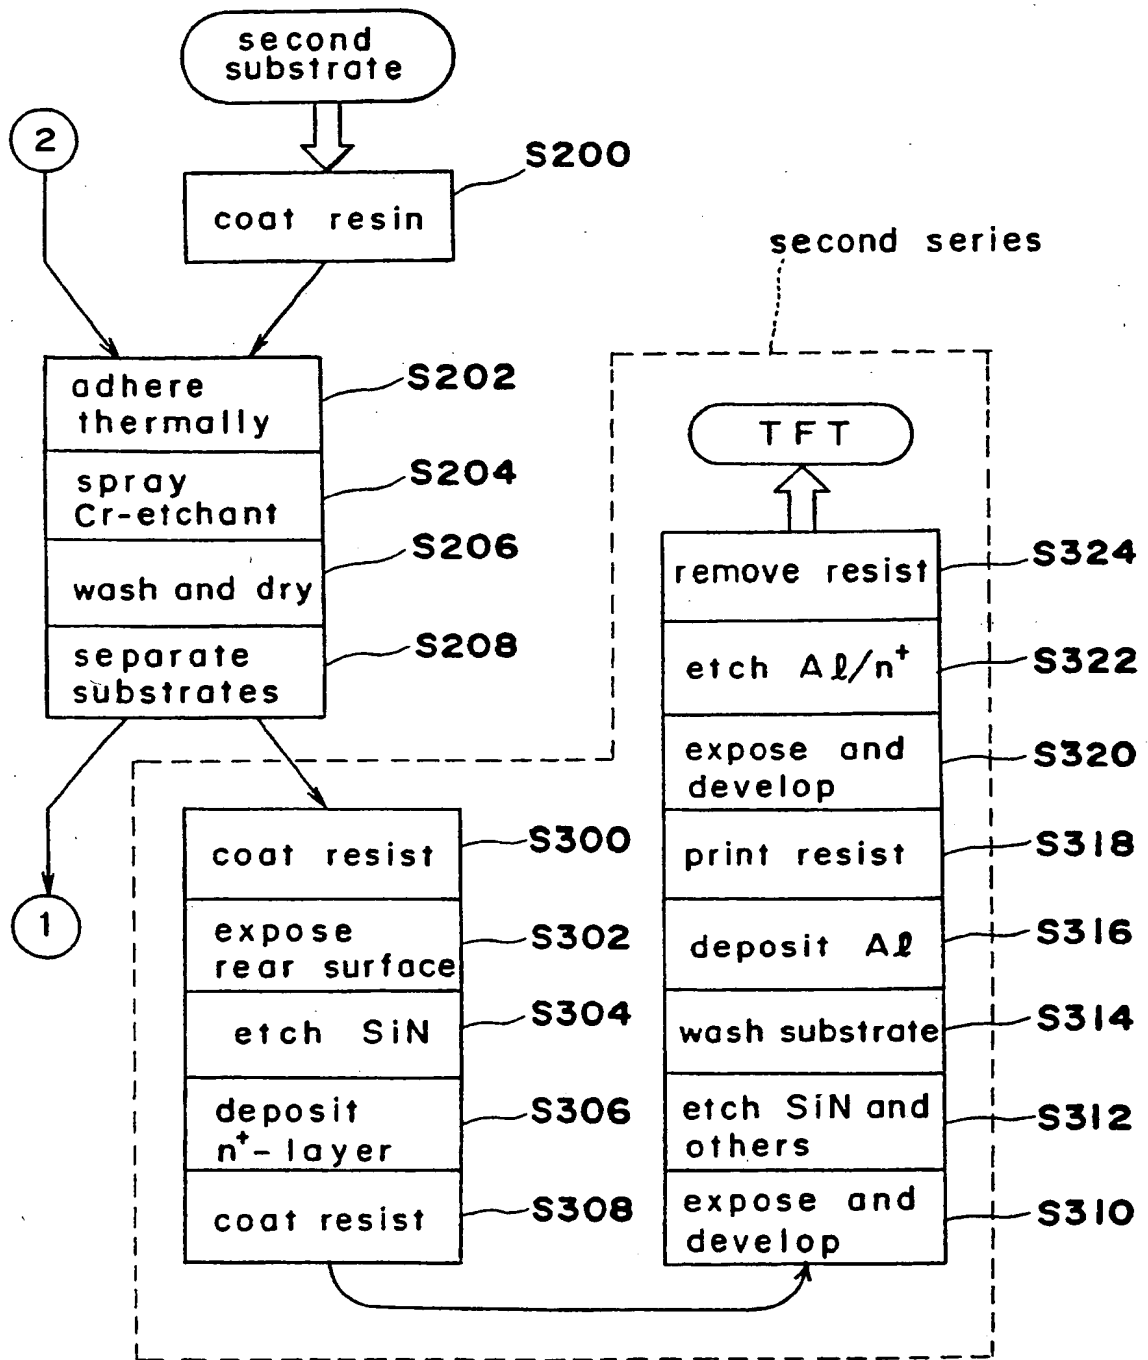 second
substrate
2
S200
coat resin
second series
adhere
thermally
S202
spray
Cr-etchant
S204
wash and dry
S206
separate
substrates
S208
1
coat resist
S300
expose
rear surface
S302
etch SiN
S304
deposit
n⁺-layer
S306
coat resist
S308
TFT
remove resist
S324
etch Aℓ/n⁺
S322
expose and
develop
S320
print resist
S318
deposit Aℓ
S316
wash substrate
S314
etch SiN and
others
S312
expose and
develop
S310